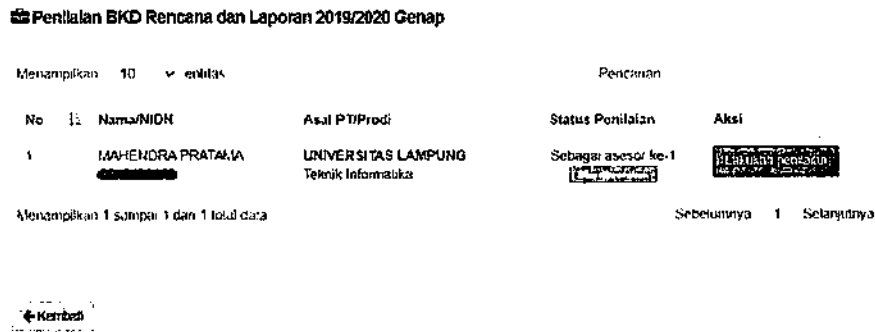 Penilaian BKD Rencana dan Laporan 2019/2020 Genap
Menampilkan 10 entitas Pencarian
No Nama/NIDN Asal PT/Prodi Status Penilaian Aksi
1 MAHENDRA PRATAMA UNIVERSITAS LAMPUNG Sebagai asesor ke-1 Lakukan penilaian
Teknik Informatika
Menampilkan 1 sampai 1 dari 1 total data Sebelumnya 1 Selanjutnya
Kembali